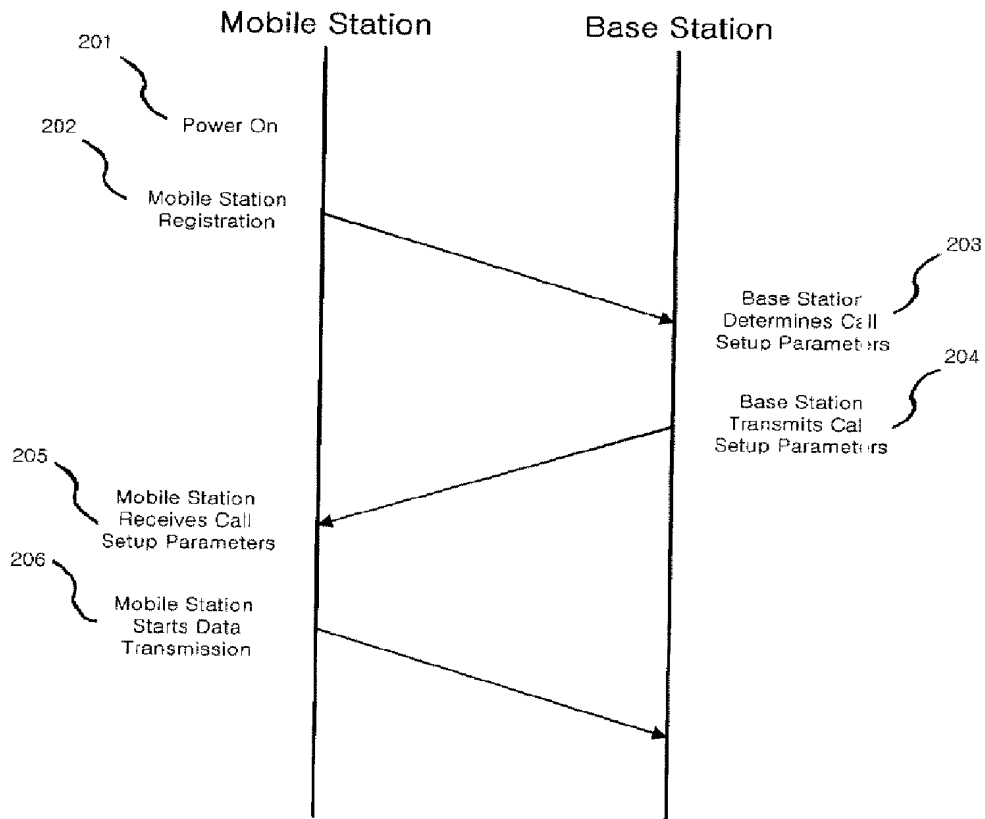 Mobile Station
Base Station
201
Power On
202
Mobile Station
Registration
203
Base Station
Determines Call
Setup Parameters
204
Base Station
Transmits Call
Setup Parameters
205
Mobile Station
Receives Call
Setup Parameters
206
Mobile Station
Starts Data
Transmission